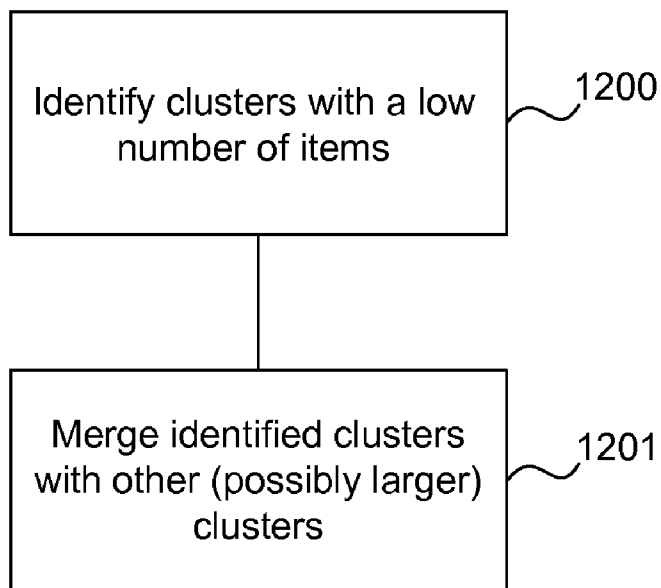 Identify clusters with a low
number of items
1200
Merge identified clusters
with other (possibly larger)
clusters
1201